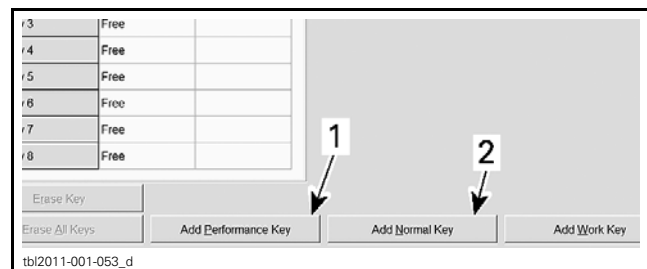 y 3 Free
y 4 Free
y 5 Free
y 6 Free
y 7 Free
y 8 Free
1
2
Erase Key
Erase All Keys Add Performance Key Add Normal Key Add Work Key
tbl2011-001-053_d